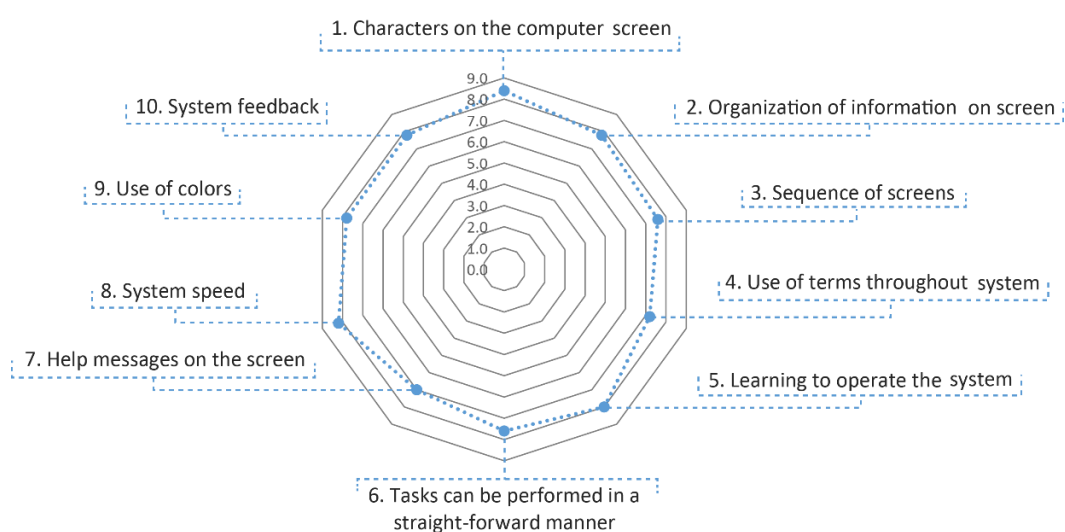 1. Characters on the computer screen
10. System feedback
2. Organization of information on screen
9. Use of colors
3. Sequence of screens
8. System speed
4. Use of terms throughout system
7. Help messages on the screen
5. Learning to operate the system
6. Tasks can be performed in a
straight-forward manner
9.0
8.0
7.0
6.0
5.0
4.0
3.0
2.0
1.0
0.0